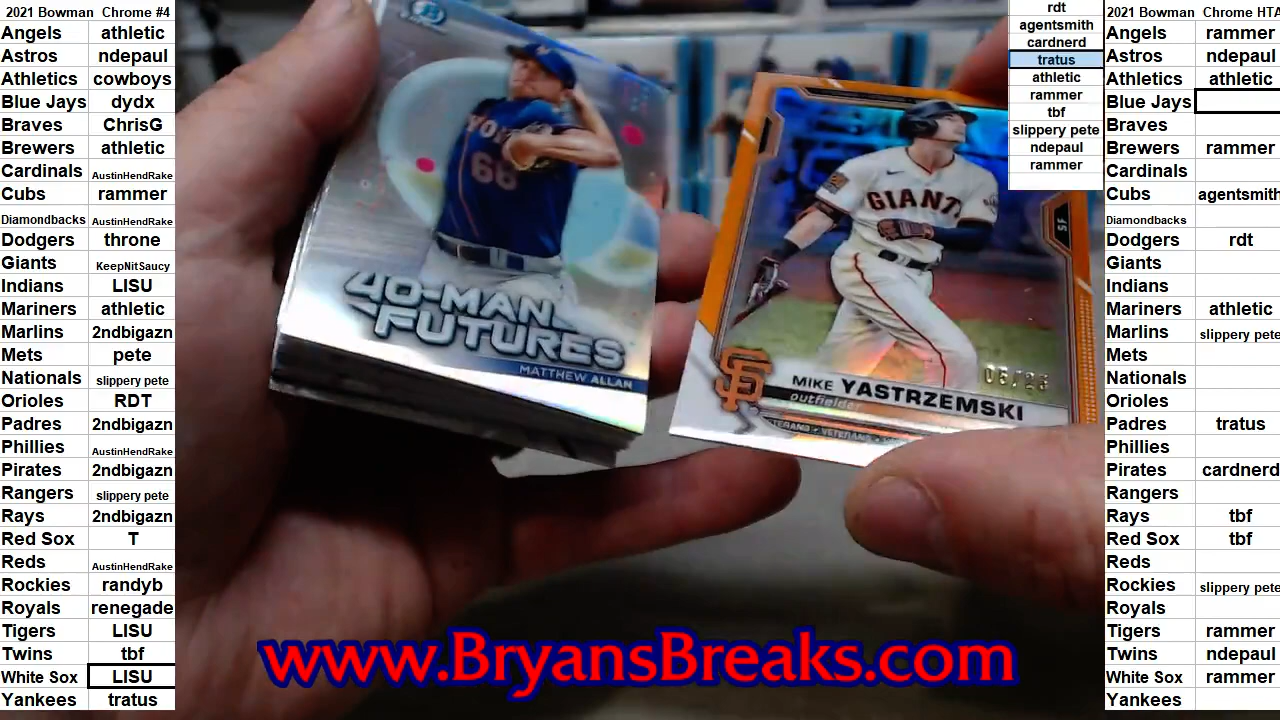 2021 Bowman Chrome #4
Angels athletic
Astros ndepaul
Athletics cowboys
Blue Jays dydx
Braves ChrisG
Brewers athletic
Cardinals AustinHendRake
Cubs rammer
Diamondbacks AustinHendRake
Dodgers throne
Giants KeepNitSaucy
Indians LISU
Mariners athletic
Marlins 2ndbigazn
Mets pete
Nationals slippery pete
Orioles RDT
Padres 2ndbigazn
Phillies AustinHendRake
Pirates 2ndbigazn
Rangers slippery pete
Rays 2ndbigazn
Red Sox T
Reds AustinHendRake
Rockies randyb
Royals renegade
Tigers LISU
Twins tbf
White Sox LISU
Yankees tratus
66
40-MAN
FUTURES
MATTHEW ALLAN
GIANT
SF
MIKE YASTRZEMSKI
outfielder
VETERANS
www.BryansBreaks.com
rdt
agentsmith
cardnerd
tratus
athletic
rammer
tbf
slippery pete
ndepaul
rammer
2021 Bowman Chrome HTA
Angels rammer
Astros ndepaul
Athletics athletic
Blue Jays
Braves
Brewers rammer
Cardinals
Cubs agentsmith
Diamondbacks
Dodgers rdt
Giants
Indians
Mariners athletic
Marlins slippery pete
Mets
Nationals
Orioles
Padres tratus
Phillies
Pirates cardnerd
Rangers
Rays tbf
Red Sox tbf
Reds
Rockies slippery pete
Royals
Tigers rammer
Twins ndepaul
White Sox rammer
Yankees